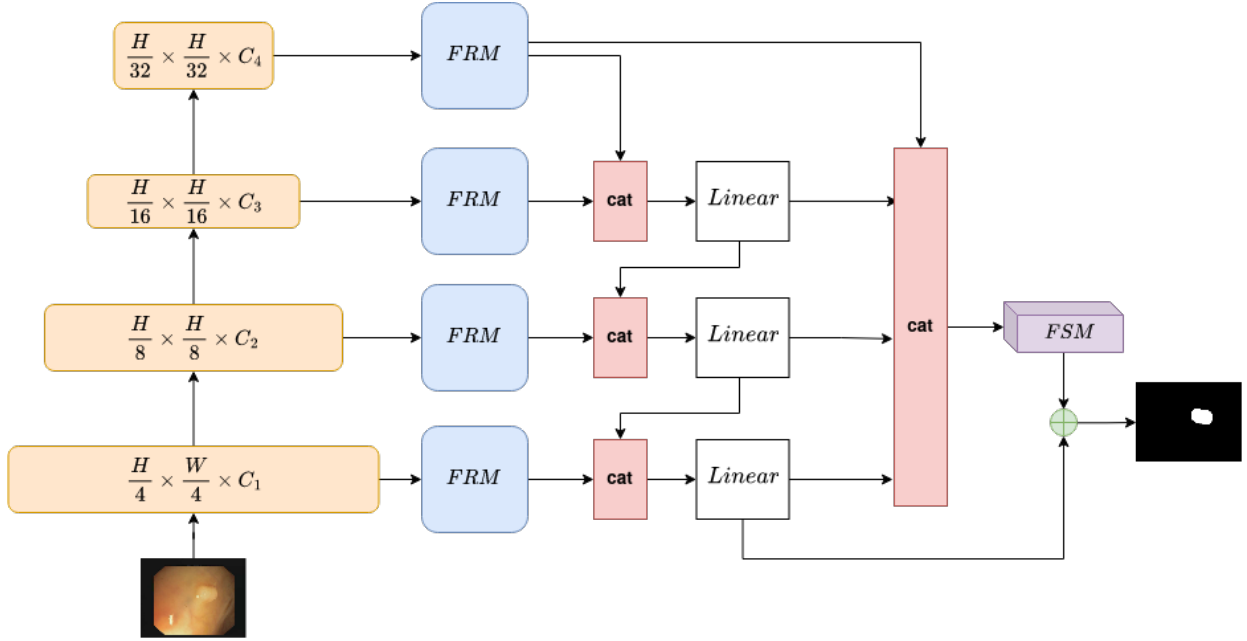 H/32 × H/32 × C₄
FRM
H/16 × H/16 × C₃
FRM
cat
Linear
H/8 × H/8 × C₂
FRM
cat
Linear
cat
FSM
H/4 × W/4 × C₁
FRM
cat
Linear